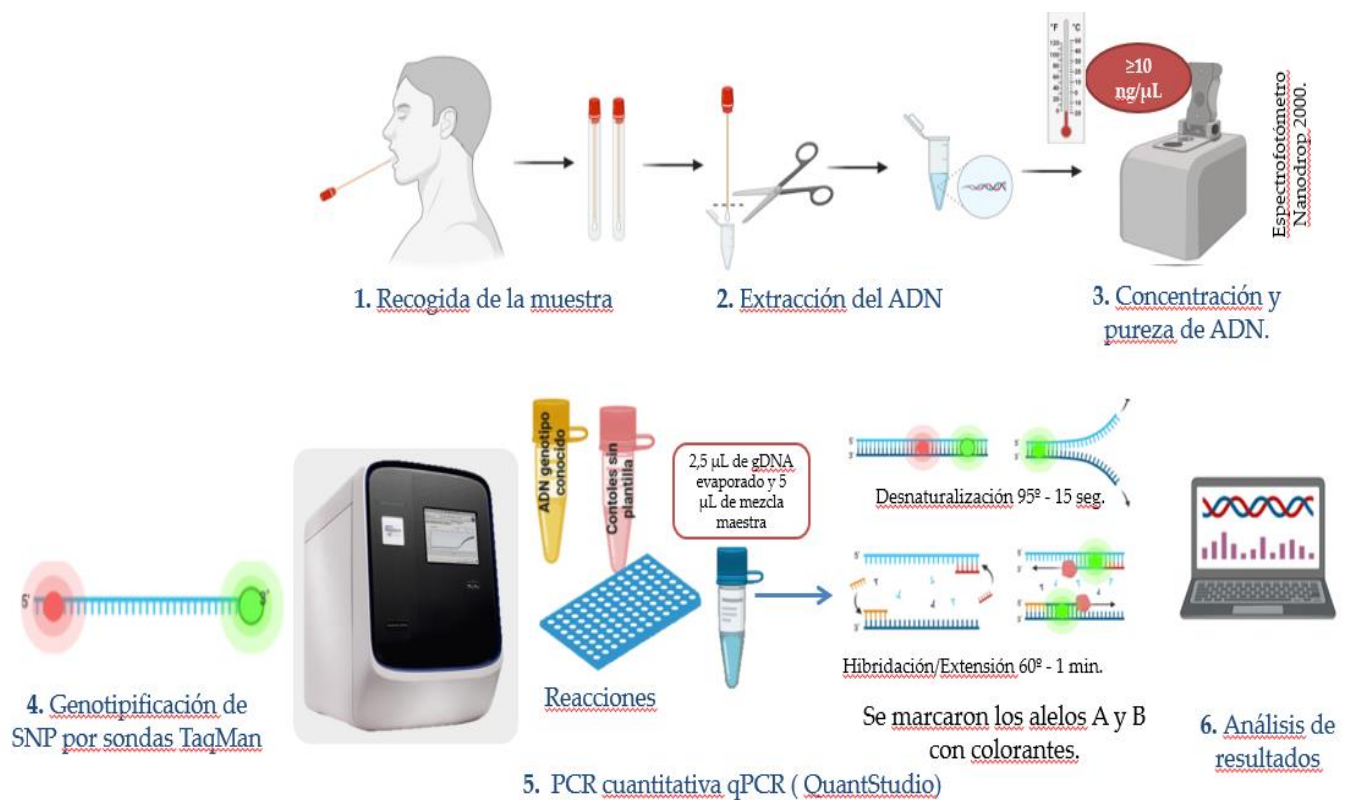 °F °C
≥10
ng/µL
Espectrofotómetro
Nanodrop 2000.
1. Recogida de la muestra
2. Extracción del ADN
3. Concentración y
pureza de ADN.
5' 3'
4. Genotipificación de
SNP por sondas TaqMan
ADN genotipo
conocido
Contoles sin
plantilla
2,5 µL de gDNA
evaporado y 5
µL de mezcla
maestra
Reacciones
Desnaturalización 95º - 15 seg.
Hibridación/Extensión 60º - 1 min.
Se marcaron los alelos A y B
con colorantes.
5. PCR cuantitativa qPCR ( QuantStudio)
6. Análisis de
resultados